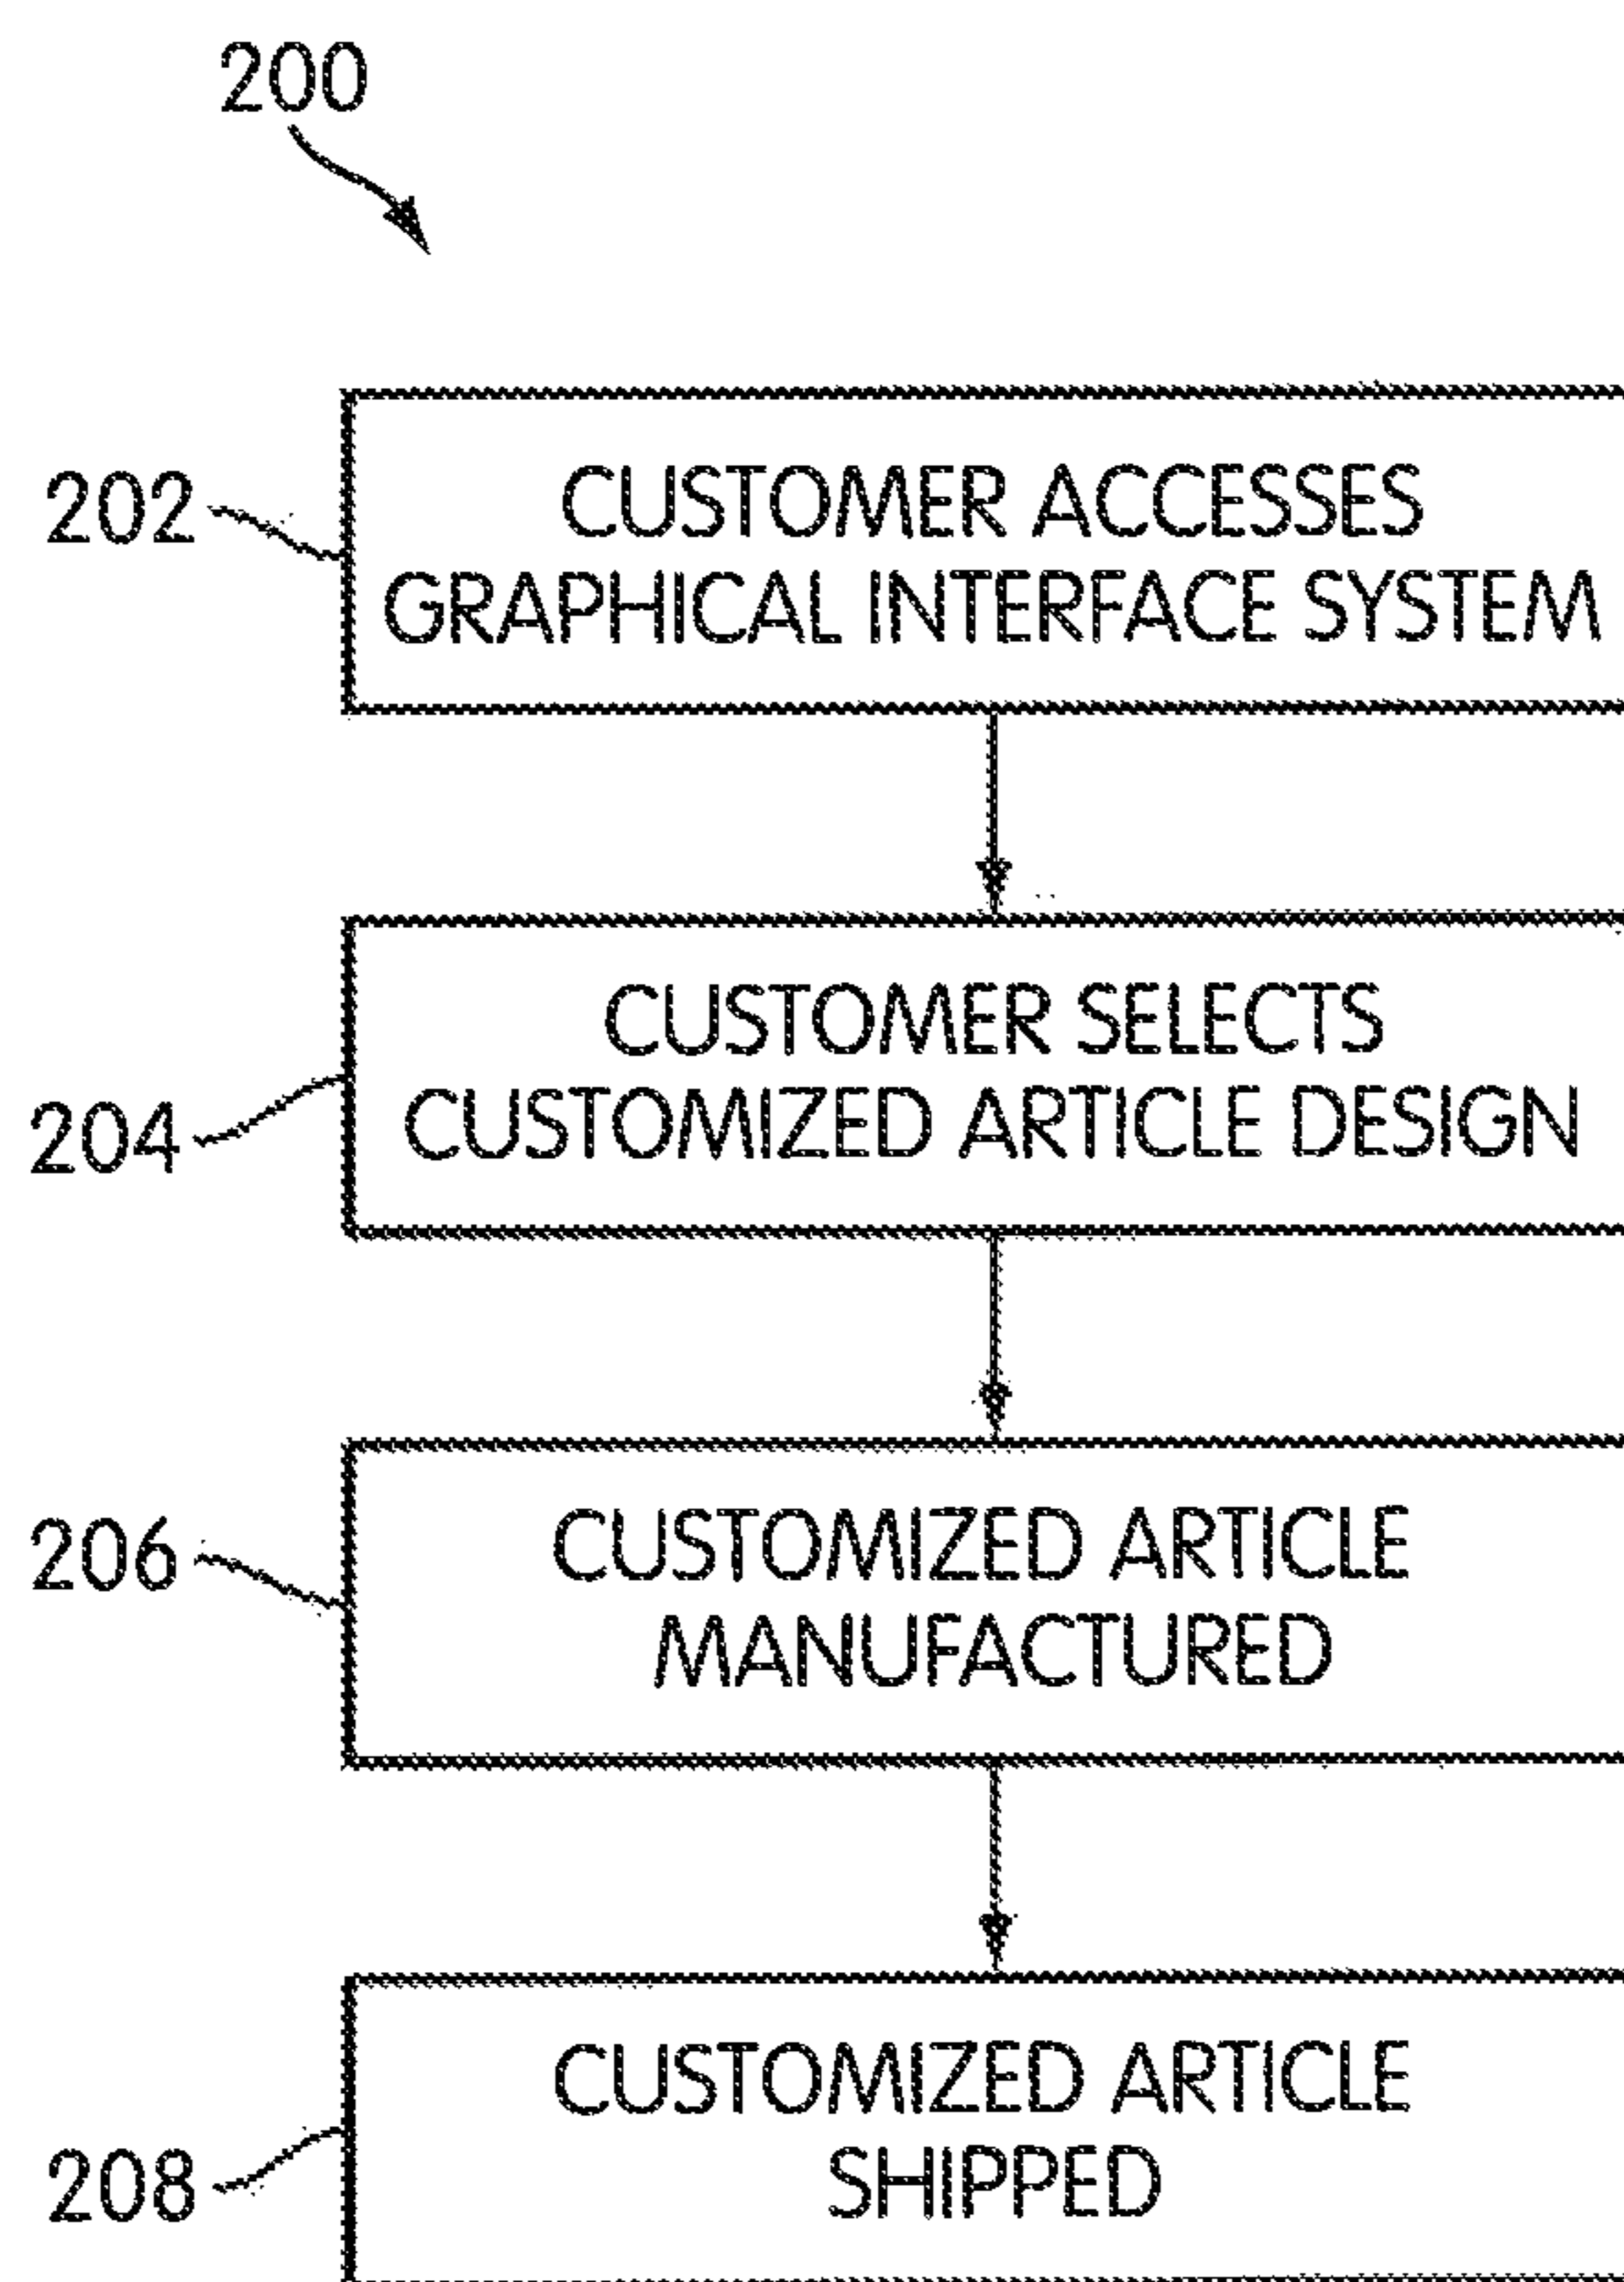 200
202
CUSTOMER ACCESSES
GRAPHICAL INTERFACE SYSTEM
204
CUSTOMER SELECTS
CUSTOMIZED ARTICLE DESIGN
206
CUSTOMIZED ARTICLE
MANUFACTURED
208
CUSTOMIZED ARTICLE
SHIPPED